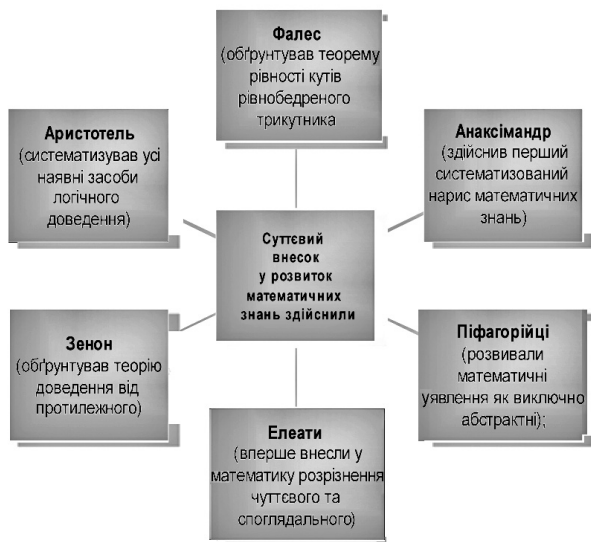 Фалес
(обґрунтував теорему
рівності кутів
рівнобедреного
трикутника
Аристотель
(систематизував усі
наявні засоби
логічного
доведення)
Анаксімандр
(здійснив перший
систематизований
нарис математичних
знань)
Суттєвий
внесок
у розвиток
математичних
знань здійснили
Зенон
(обґрунтував теорію
доведення від
протилежного)
Піфагорійці
(розвивали
математичні
уявлення як виключно
абстрактні);
Елеати
(вперше внесли у
математику розрізнення
чуттєвого та
споглядального)